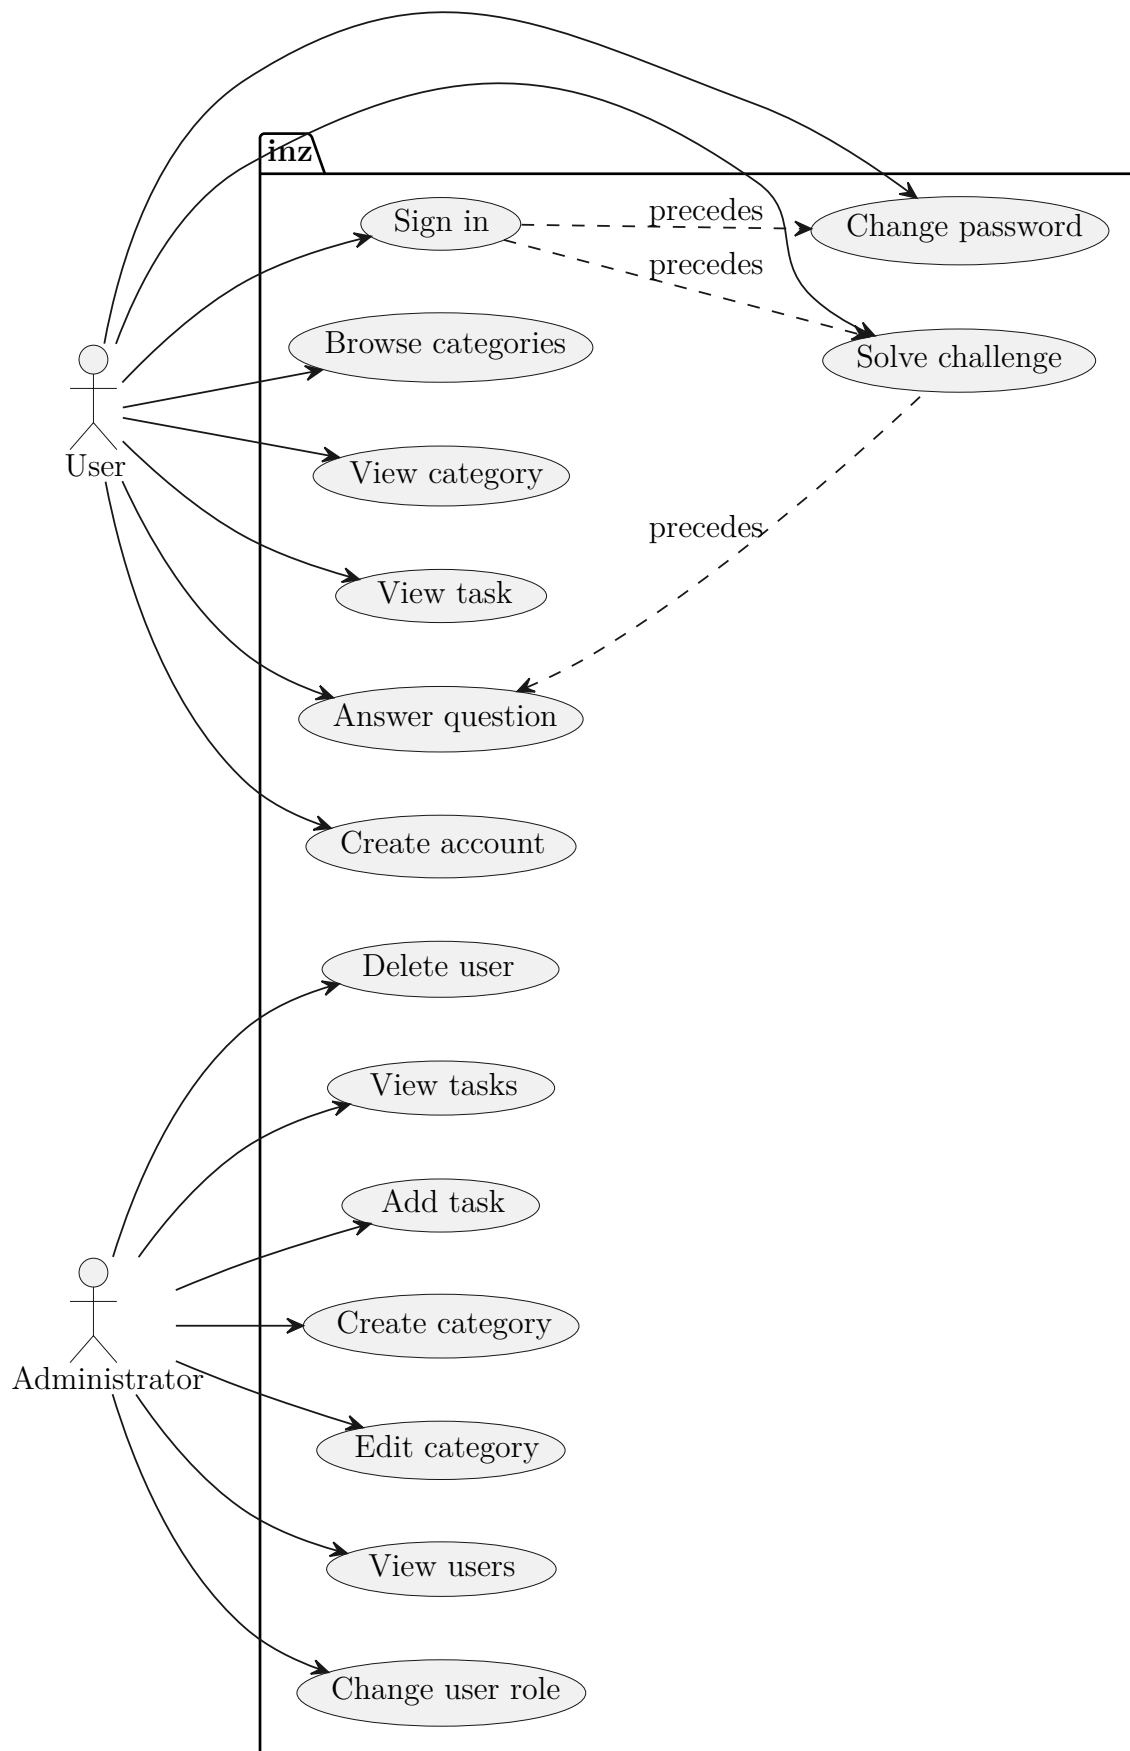 inz
Sign in
precedes
Change password
precedes
Browse categories
Solve challenge
User
View category
precedes
View task
Answer question
Create account
Delete user
View tasks
Add task
Create category
Administrator
Edit category
View users
Change user role